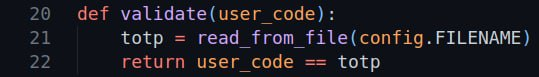 20 def validate(user_code):
21     totp = read_from_file(config.FILENAME)
22     return user_code == totp